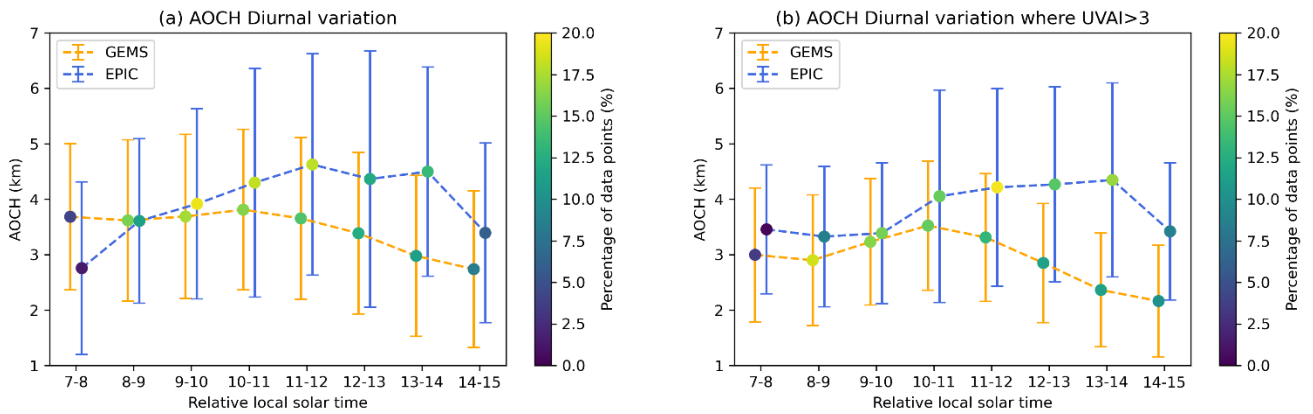 (a) AOCH Diurnal variation
7
6
5
4
3
2
1
AOCH (km)
GEMS
EPIC
7-8 8-9 9-10 10-11 11-12 12-13 13-14 14-15
Relative local solar time
20.0
17.5
15.0
12.5
10.0
7.5
5.0
2.5
0.0
Percentage of data points (%)
(b) AOCH Diurnal variation where UVAI>3
7
6
5
4
3
2
1
AOCH (km)
GEMS
EPIC
7-8 8-9 9-10 10-11 11-12 12-13 13-14 14-15
Relative local solar time
20.0
17.5
15.0
12.5
10.0
7.5
5.0
2.5
0.0
Percentage of data points (%)